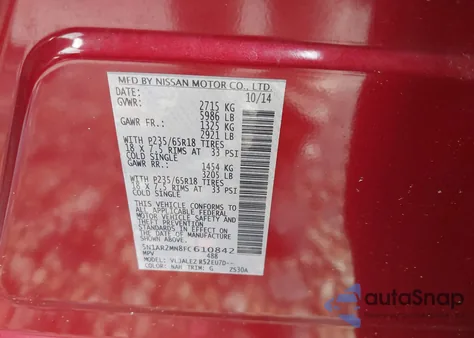 MFD BY NISSAN MOTOR CO., LTD.
DATE: 10/14
GVWR: 2715 KG
5986 LB
GAWR FR.: 1325 KG
2921 LB
WITH P235/65R18 TIRES
18 X 7.5 RIMS AT 33 PSI
COLD SINGLE
GAWR RR.: 1454 KG
3205 LB
WITH P235/65R18 TIRES
18 X 7.5 RIMS AT 33 PSI
COLD SINGLE
THIS VEHICLE CONFORMS TO
ALL APPLICABLE FEDERAL
MOTOR VEHICLE SAFETY AND
THEFT PREVENTION
STANDARDS IN EFFECT ON
THE DATE OF MANUFACTURE
SHOWN ABOVE.
5N1AR2MN8FC610842
MPV 488
MODEL:
COLOR: NAH TRIM: G 2530A
autoSnap